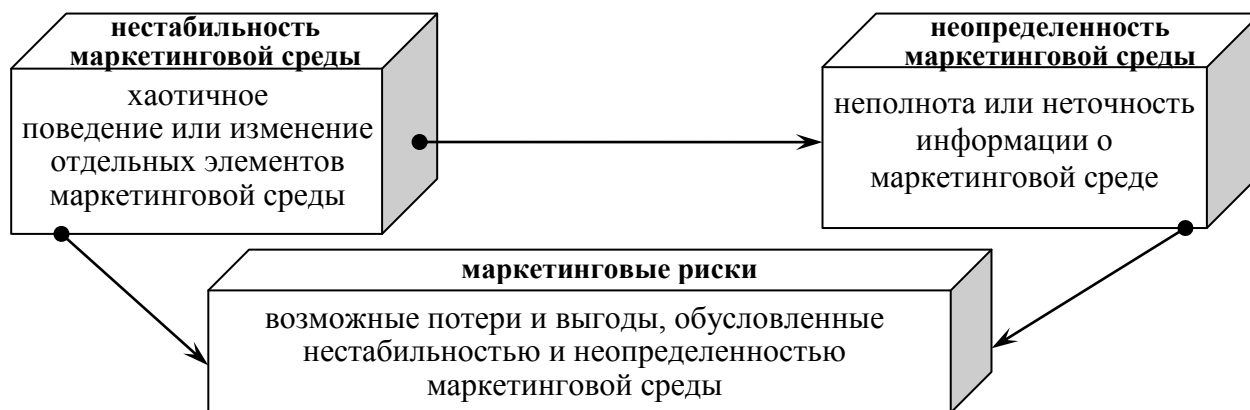 нестабильность
маркетинговой среды
хаотичное
поведение или изменение
отдельных элементов
маркетинговой среды
неопределенность
маркетинговой среды
неполнота или неточность
информации о
маркетинговой среде
маркетинговые риски
возможные потери и выгоды, обусловленные
нестабильностью и неопределенностью
маркетинговой среды